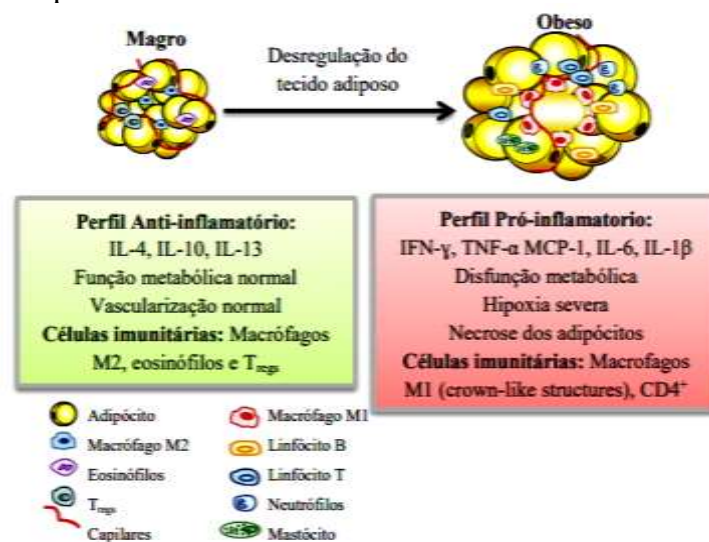 Magro
Obeso
Desregulação do
tecido adiposo
Perfil Anti-inflamatório:
IL-4, IL-10, IL-13
Função metabólica normal
Vascularização normal
Células imunitárias: Macrófagos
M2, eosinófilos e Tregs
Perfil Pró-inflamatorio:
IFN-γ, TNF-α MCP-1, IL-6, IL-1β
Disfunção metabólica
Hipoxia severa
Necrose dos adipócitos
Células imunitárias: Macrofagos
M1 (crown-like structures), CD4⁺
Adipócito
Macrófago M2
Eosinófilos
Tregs
Capilares
Macrófago M1
Linfócito B
Linfócito T
Neutrófilos
Mastócito